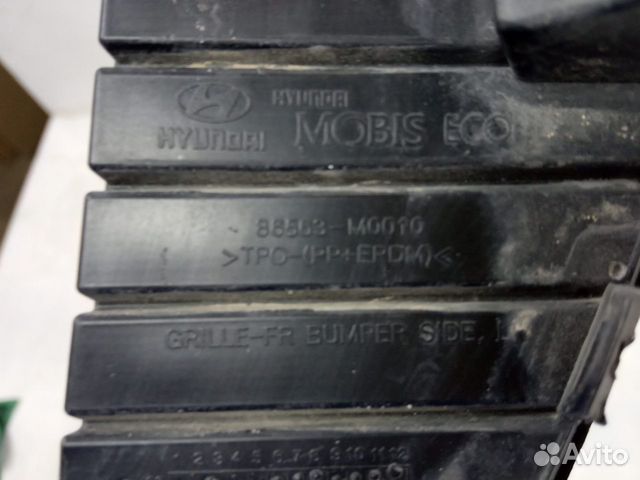 HYUNDAI
HYUNDAI MOBIS ECO
86563-M0010
>TPO-(PP+EPDM)<
GRILLE-FR BUMPER SIDE, L
1 2 3 4 5 6 7 8 9 10 11 12
Avito